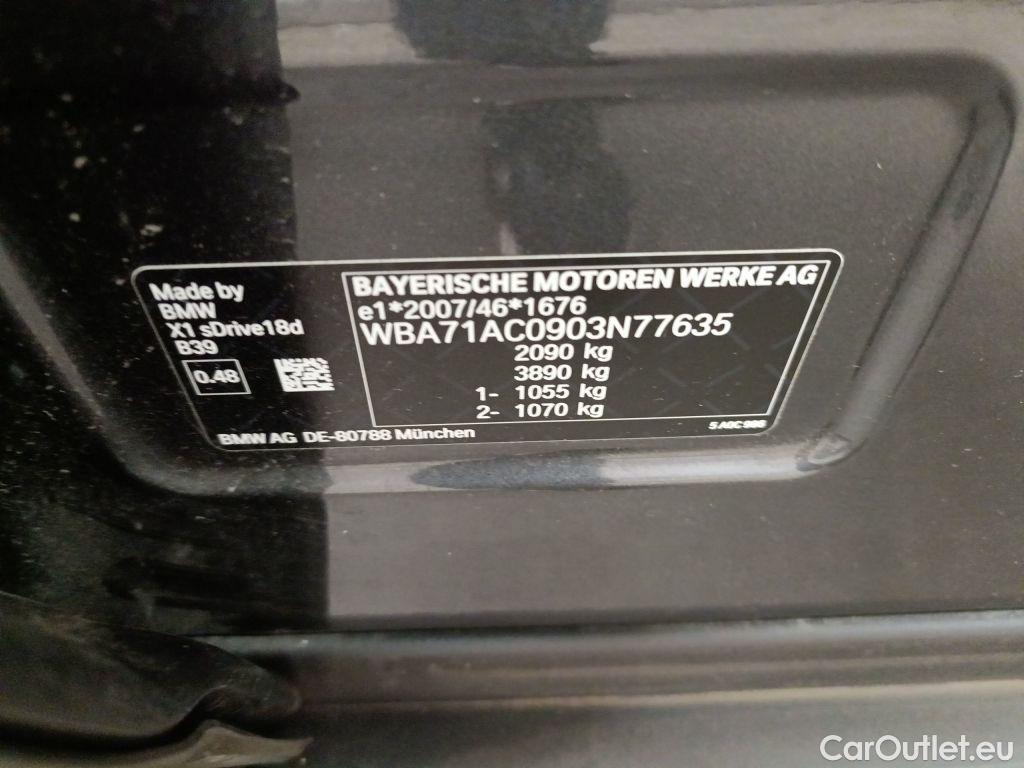 Made by
BMW
X1 sDrive18d
B39
0.48
BAYERISCHE MOTOREN WERKE AG
e1*2007/46*1676
WBA71AC0903N77635
2090 kg
3890 kg
1- 1055 kg
2- 1070 kg
BMW AG DE-80788 München
CarOutlet.eu